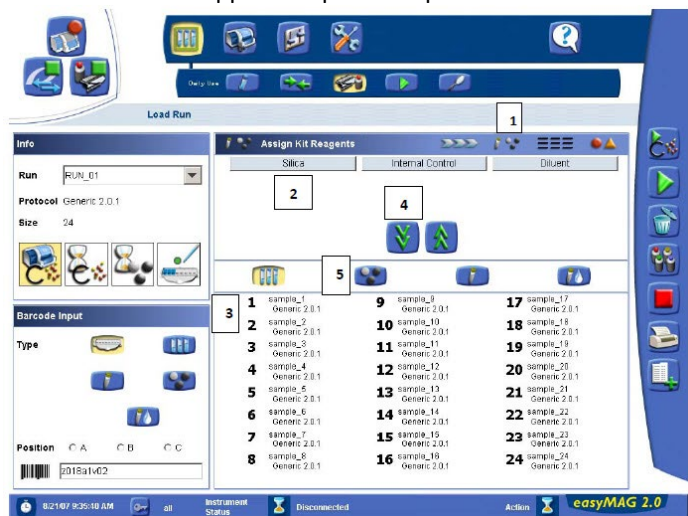 Daily Use
Load Run
1
Info
Run RUN_01
Protocol Generic 2.0.1
Size 24
Barcode Input
Type
Position A B C
z018a1v02
Assign Kit Reagents
Silica Internal Control Diluent
2
4
5
3
1 sample_1 Generic 2.0.1
2 sample_2 Generic 2.0.1
3 sample_3 Generic 2.0.1
4 sample_4 Generic 2.0.1
5 sample_5 Generic 2.0.1
6 sample_6 Generic 2.0.1
7 sample_7 Generic 2.0.1
8 sample_8 Generic 2.0.1
9 sample_9 Generic 2.0.1
10 sample_10 Generic 2.0.1
11 sample_11 Generic 2.0.1
12 sample_12 Generic 2.0.1
13 sample_13 Generic 2.0.1
14 sample_14 Generic 2.0.1
15 sample_15 Generic 2.0.1
16 sample_16 Generic 2.0.1
17 sample_17 Generic 2.0.1
18 sample_18 Generic 2.0.1
19 sample_19 Generic 2.0.1
20 sample_20 Generic 2.0.1
21 sample_21 Generic 2.0.1
22 sample_22 Generic 2.0.1
23 sample_23 Generic 2.0.1
24 sample_24 Generic 2.0.1
8/21/07 9:35:40 AM all Instrument Status Disconnected Action easyMAG 2.0